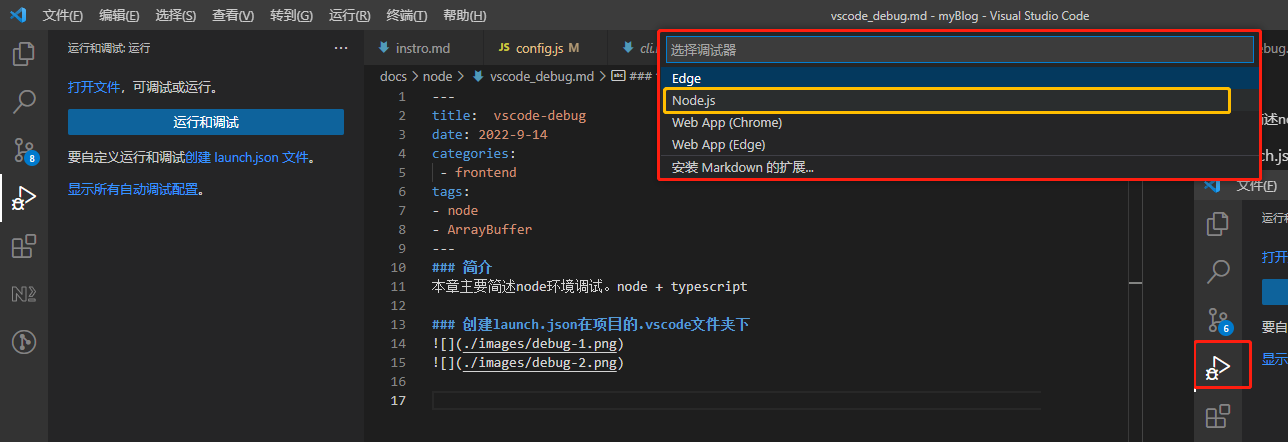 文件(F) 编辑(E) 选择(S) 查看(V) 转到(G) 运行(R) 终端(T) 帮助(H) vscode_debug.md - myBlog - Visual Studio Code
运行和调试: 运行 ···
打开文件，可调试或运行。
运行和调试
要自定义运行和调试创建 launch.json 文件。
显示所有自动调试配置。
8
instro.md JS config.js M
docs > node > vscode_debug.md > abc ###
1 ---
2 title:  vscode-debug
3 date: 2022-9-14
4 categories:
5  - frontend
6 tags:
7 - node
8 - ArrayBuffer
9 ---
10 ### 简介
11 本章主要简述node环境调试。node + typescript
12
13 ### 创建launch.json在项目的.vscode文件夹下
14 ![](./images/debug-1.png)
15 ![](./images/debug-2.png)
16
17
选择调试器
Edge
Node.js
Web App (Chrome)
Web App (Edge)
安装 Markdown 的扩展...
文件(F)
运行和
打开
要自
显示
6